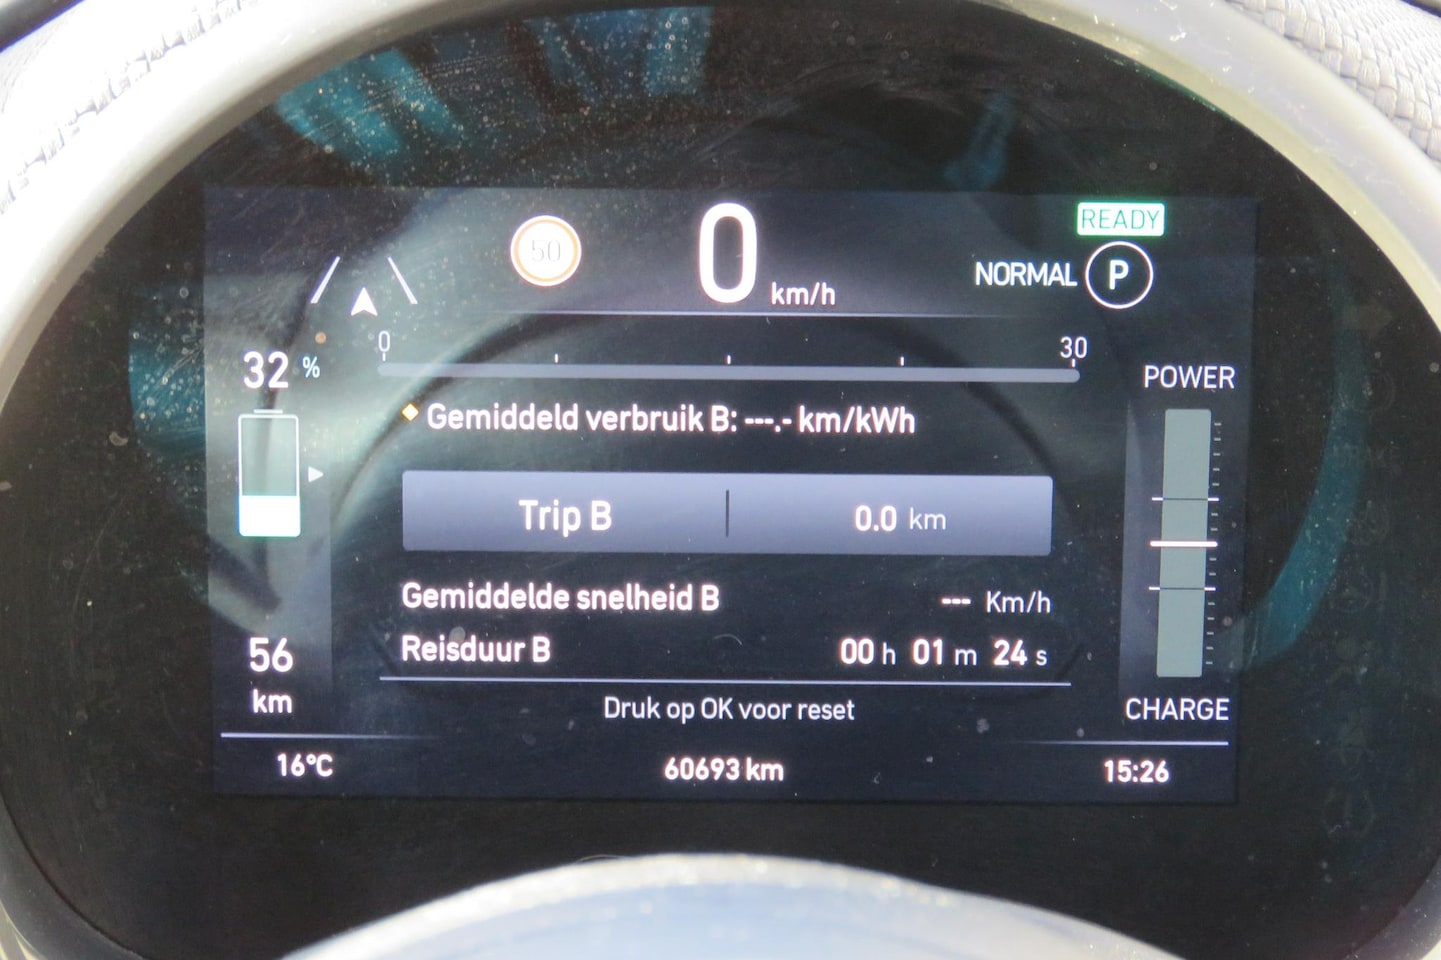 50
0 km/h
READY
NORMAL P
32 %
0 30
POWER
Gemiddeld verbruik B: ---.- km/kWh
Trip B 0.0 km
Gemiddelde snelheid B --- Km/h
Reisduur B 00 h 01 m 24 s
56
km
CHARGE
Druk op OK voor reset
16°C 60693 km 15:26